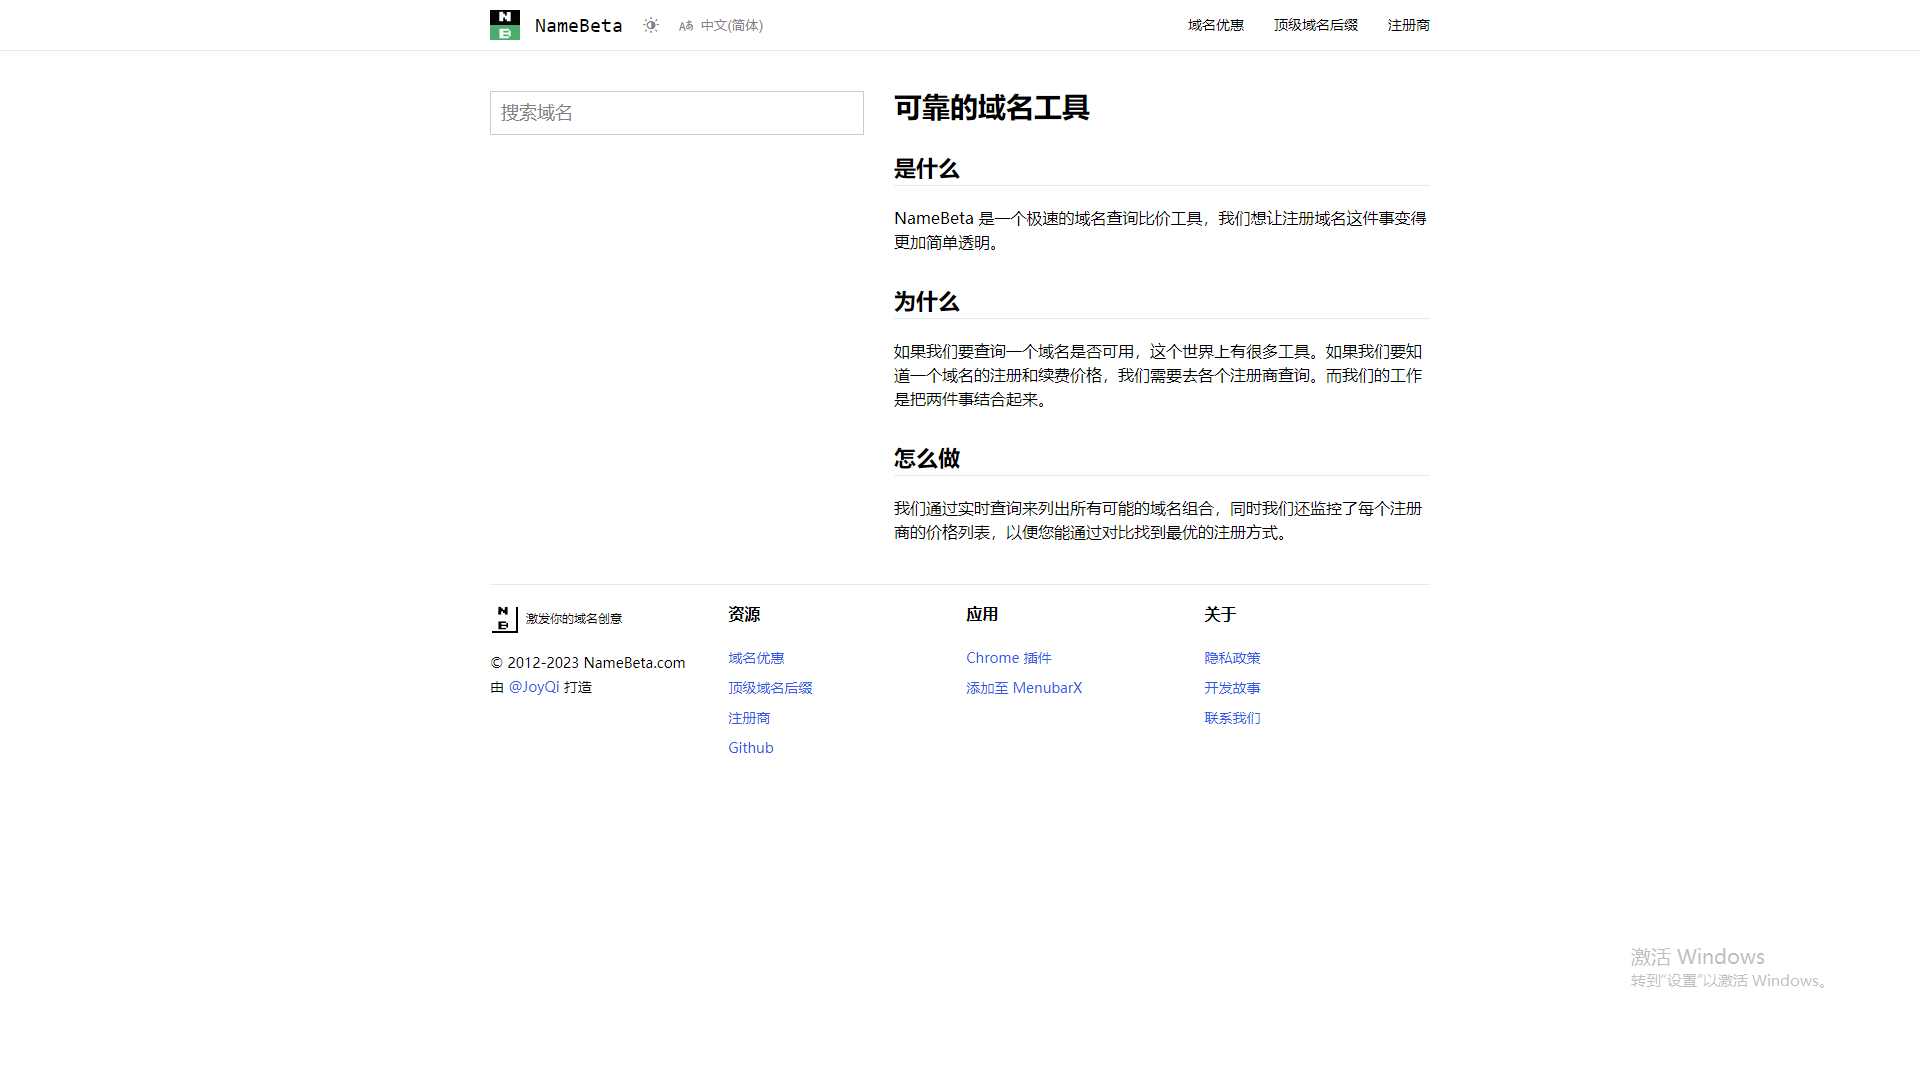 NB NameBeta Aあ 中文(简体) 域名优惠 顶级域名后缀 注册商
搜索域名
可靠的域名工具
是什么
NameBeta 是一个极速的域名查询比价工具，我们想让注册域名这件事变得
更加简单透明。
为什么
如果我们要查询一个域名是否可用，这个世界上有很多工具。如果我们要知
道一个域名的注册和续费价格，我们需要去各个注册商查询。而我们的工作
是把两件事结合起来。
怎么做
我们通过实时查询来列出所有可能的域名组合，同时我们还监控了每个注册
商的价格列表，以便您能通过对比找到最优的注册方式。
NB 激发你的域名创意
© 2012-2023 NameBeta.com
由 @JoyQi 打造
资源
域名优惠
顶级域名后缀
注册商
Github
应用
Chrome 插件
添加至 MenubarX
关于
隐私政策
开发故事
联系我们
激活 Windows
转到“设置”以激活 Windows。